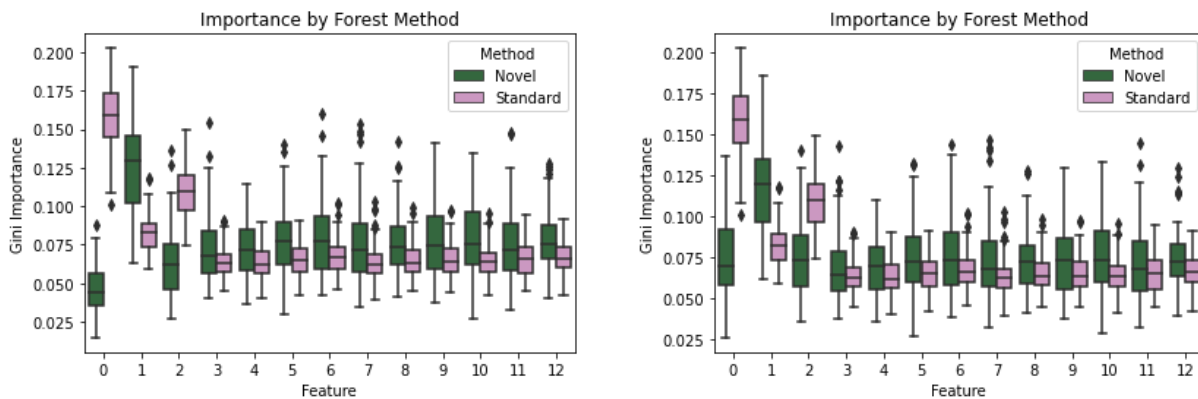 Importance by Forest Method
Gini Importance
0.200
0.175
0.150
0.125
0.100
0.075
0.050
0.025
Method
Novel
Standard
0 1 2 3 4 5 6 7 8 9 10 11 12
Feature
Importance by Forest Method
Gini Importance
0.200
0.175
0.150
0.125
0.100
0.075
0.050
0.025
Method
Novel
Standard
0 1 2 3 4 5 6 7 8 9 10 11 12
Feature